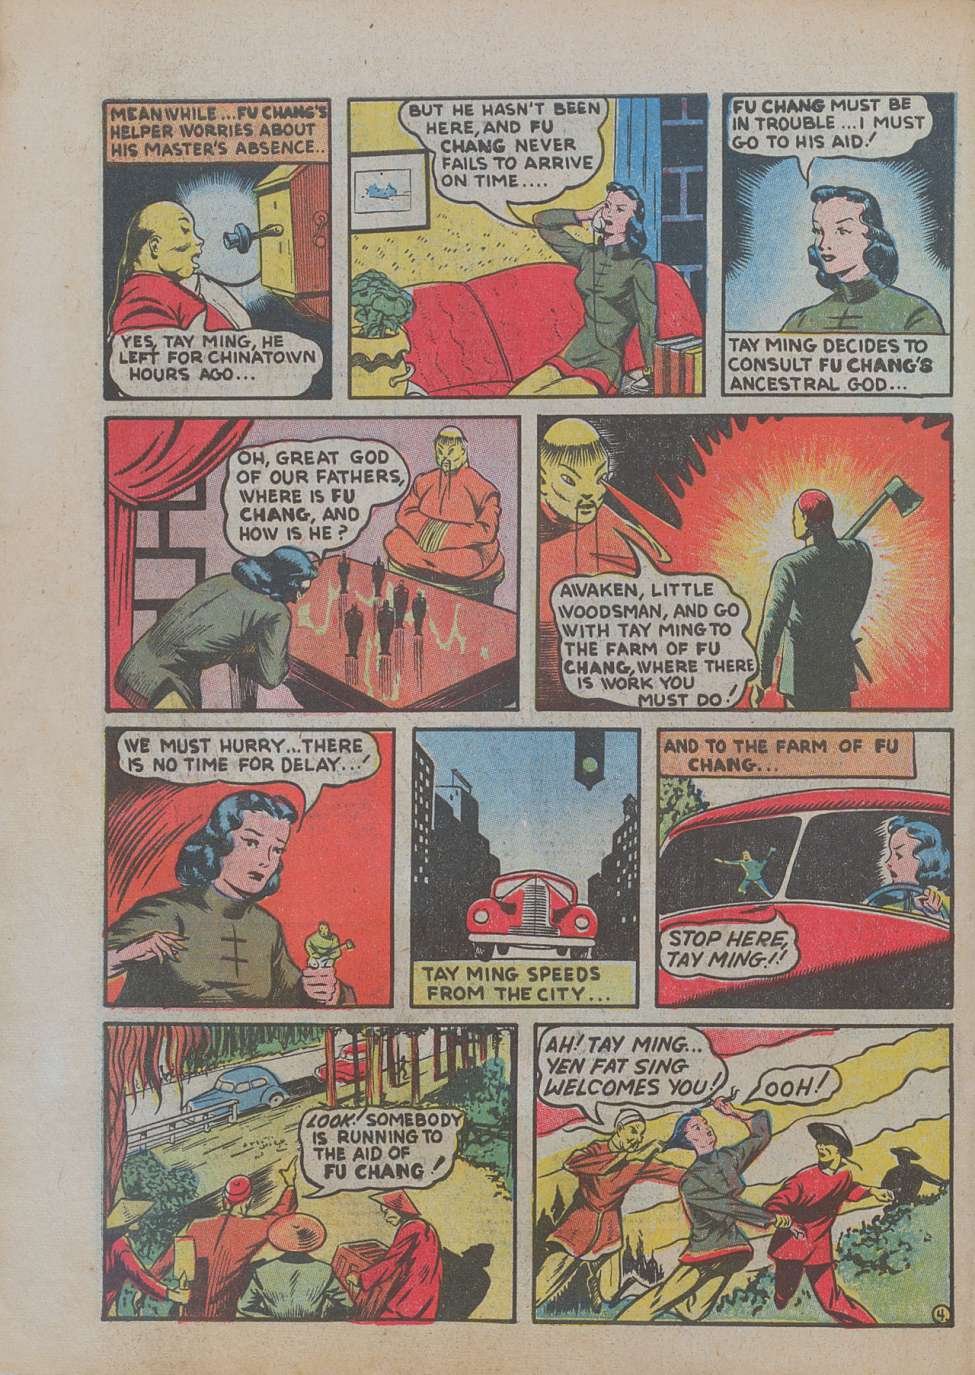 MEANWHILE...FU CHANG'S
HELPER WORRIES ABOUT
HIS MASTER'S ABSENCE..
YES, TAY MING, HE
LEFT FOR CHINATOWN
HOURS AGO...
BUT HE HASN'T BEEN
HERE, AND FU
CHANG NEVER
FAILS TO ARRIVE
ON TIME....
FU CHANG MUST BE
IN TROUBLE...I MUST
GO TO HIS AID!
TAY MING DECIDES TO
CONSULT FU CHANG'S
ANCESTRAL GOD...
OH, GREAT GOD
OF OUR FATHERS,
WHERE IS FU
CHANG, AND
HOW IS HE?
AWAKEN, LITTLE
WOODSMAN, AND GO
WITH TAY MING TO
THE FARM OF FU
CHANG, WHERE THERE
IS WORK YOU
MUST DO!
WE MUST HURRY...THERE
IS NO TIME FOR DELAY...!
TAY MING SPEEDS
FROM THE CITY...
AND TO THE FARM OF FU
CHANG...
STOP HERE,
TAY MING!!
LOOK! SOMEBODY
IS RUNNING TO
THE AID OF
FU CHANG!
AH! TAY MING...
YEN FAT SING
WELCOMES YOU!
OOH!
4